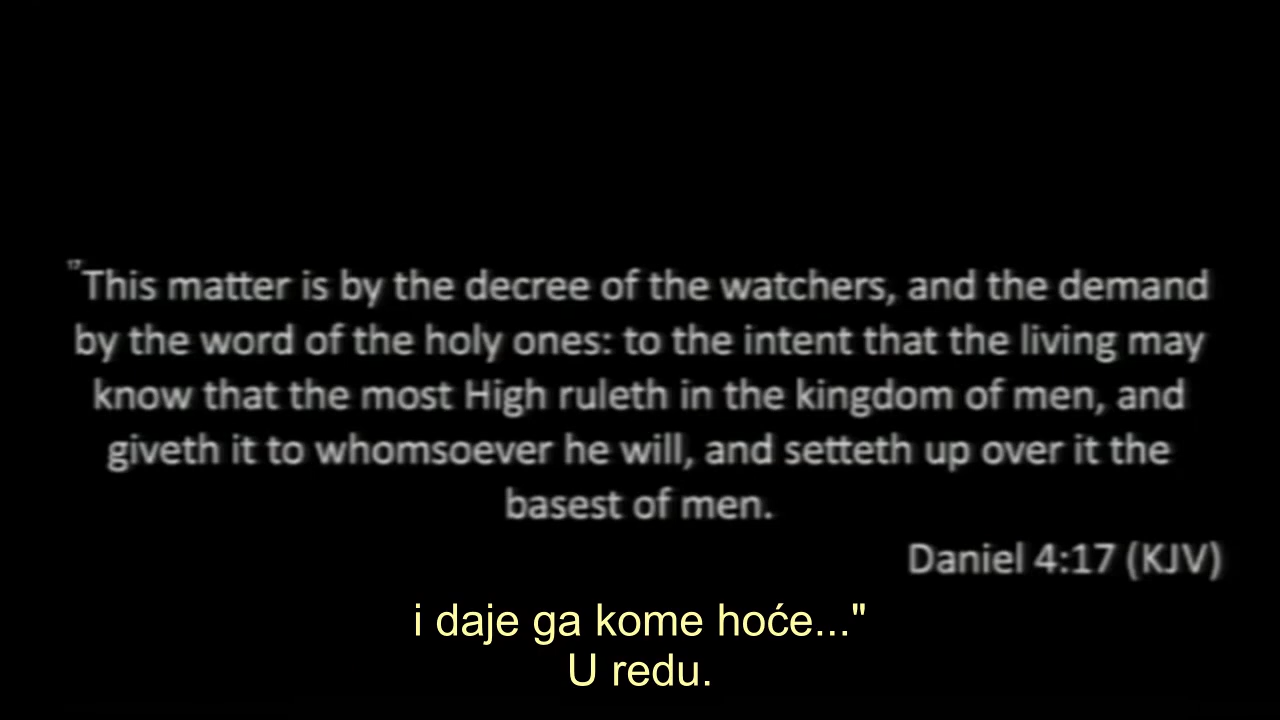 17This matter is by the decree of the watchers, and the demand
by the word of the holy ones: to the intent that the living may
know that the most High ruleth in the kingdom of men, and
giveth it to whomsoever he will, and setteth up over it the
basest of men.
Daniel 4:17 (KJV)
i daje ga kome hoće..."
U redu.